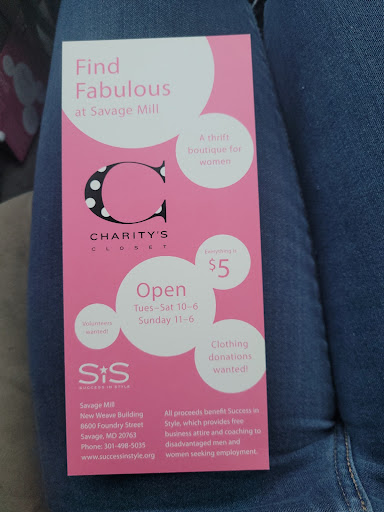 Find
Fabulous
at Savage Mill
A thrift
boutique for
women
C
CHARITY'S
CLOSET
Everything is
$5
Open
Tues–Sat 10–6
Sunday 11–6
Volunteers
wanted!
Clothing
donations
wanted!
SiS
SUCCESS IN STYLE
Savage Mill
New Weave Building
8600 Foundry Street
Savage, MD 20763
Phone: 301-498-5035
www.successinstyle.org
All proceeds benefit Success in
Style, which provides free
business attire and coaching to
disadvantaged men and
women seeking employment.